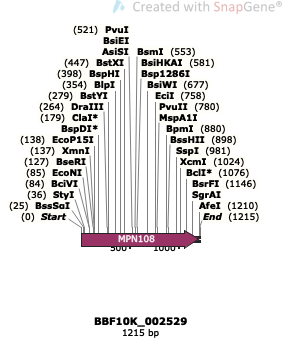 Created with SnapGene®
(521) PvuI
BsiEI
AsiSI BsmI (553)
(447) BstXI BsiHKAI (581)
(398) BspHI Bsp1286I
(354) BlpI BsiWI (677)
(279) BstYI EciI (758)
(264) DraIII PvuII (780)
(179) ClaI* MspA1I
BspDI* BpmI (880)
(138) EcoP15I BssHII (898)
(137) XmnI SspI (981)
(127) BseRI XcmI (1024)
(85) EcoNI BclI* (1076)
(84) BciVI BsrFI (1146)
(36) StyI SgrAI
(25) BssSαI AfeI (1210)
(0) Start End (1215)
MPN108
500 1000
BBF10K_002529
1215 bp